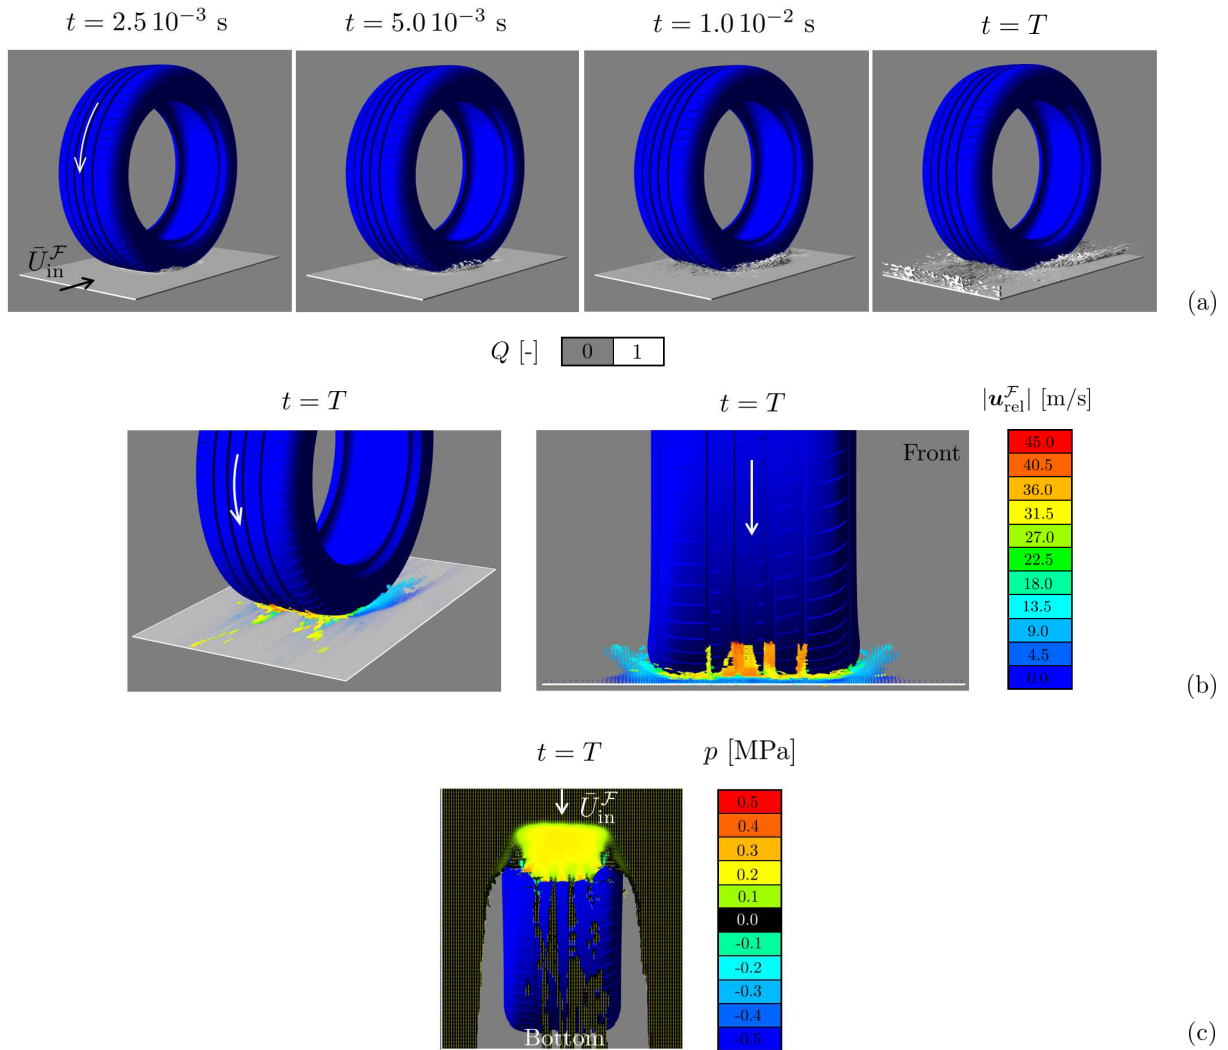 t = 2.5 10⁻³ s
t = 5.0 10⁻³ s
t = 1.0 10⁻² s
t = T
Ū_in^ℱ
(a)
Q [-]
0 1
t = T
t = T
|u_rel^ℱ| [m/s]
Front
45.0
40.5
36.0
31.5
27.0
22.5
18.0
13.5
9.0
4.5
0.0
(b)
t = T
p [MPa]
Ū_in^ℱ
0.5
0.4
0.3
0.2
0.1
0.0
-0.1
-0.2
-0.3
-0.4
-0.5
Bottom
(c)